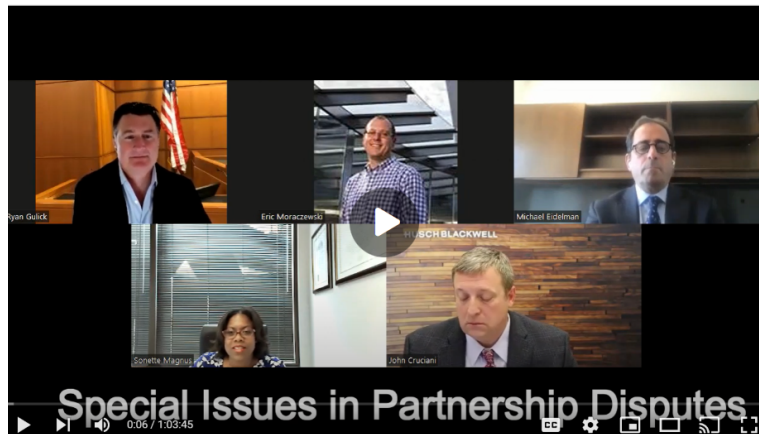 Ryan Gulick
Eric Moraczewski
Michael Eidelman
HUSCH BLACKWELL
Sonette Magnus
John Cruciani
Special Issues in Partnership Disputes
0:06 / 1:03:45
CC